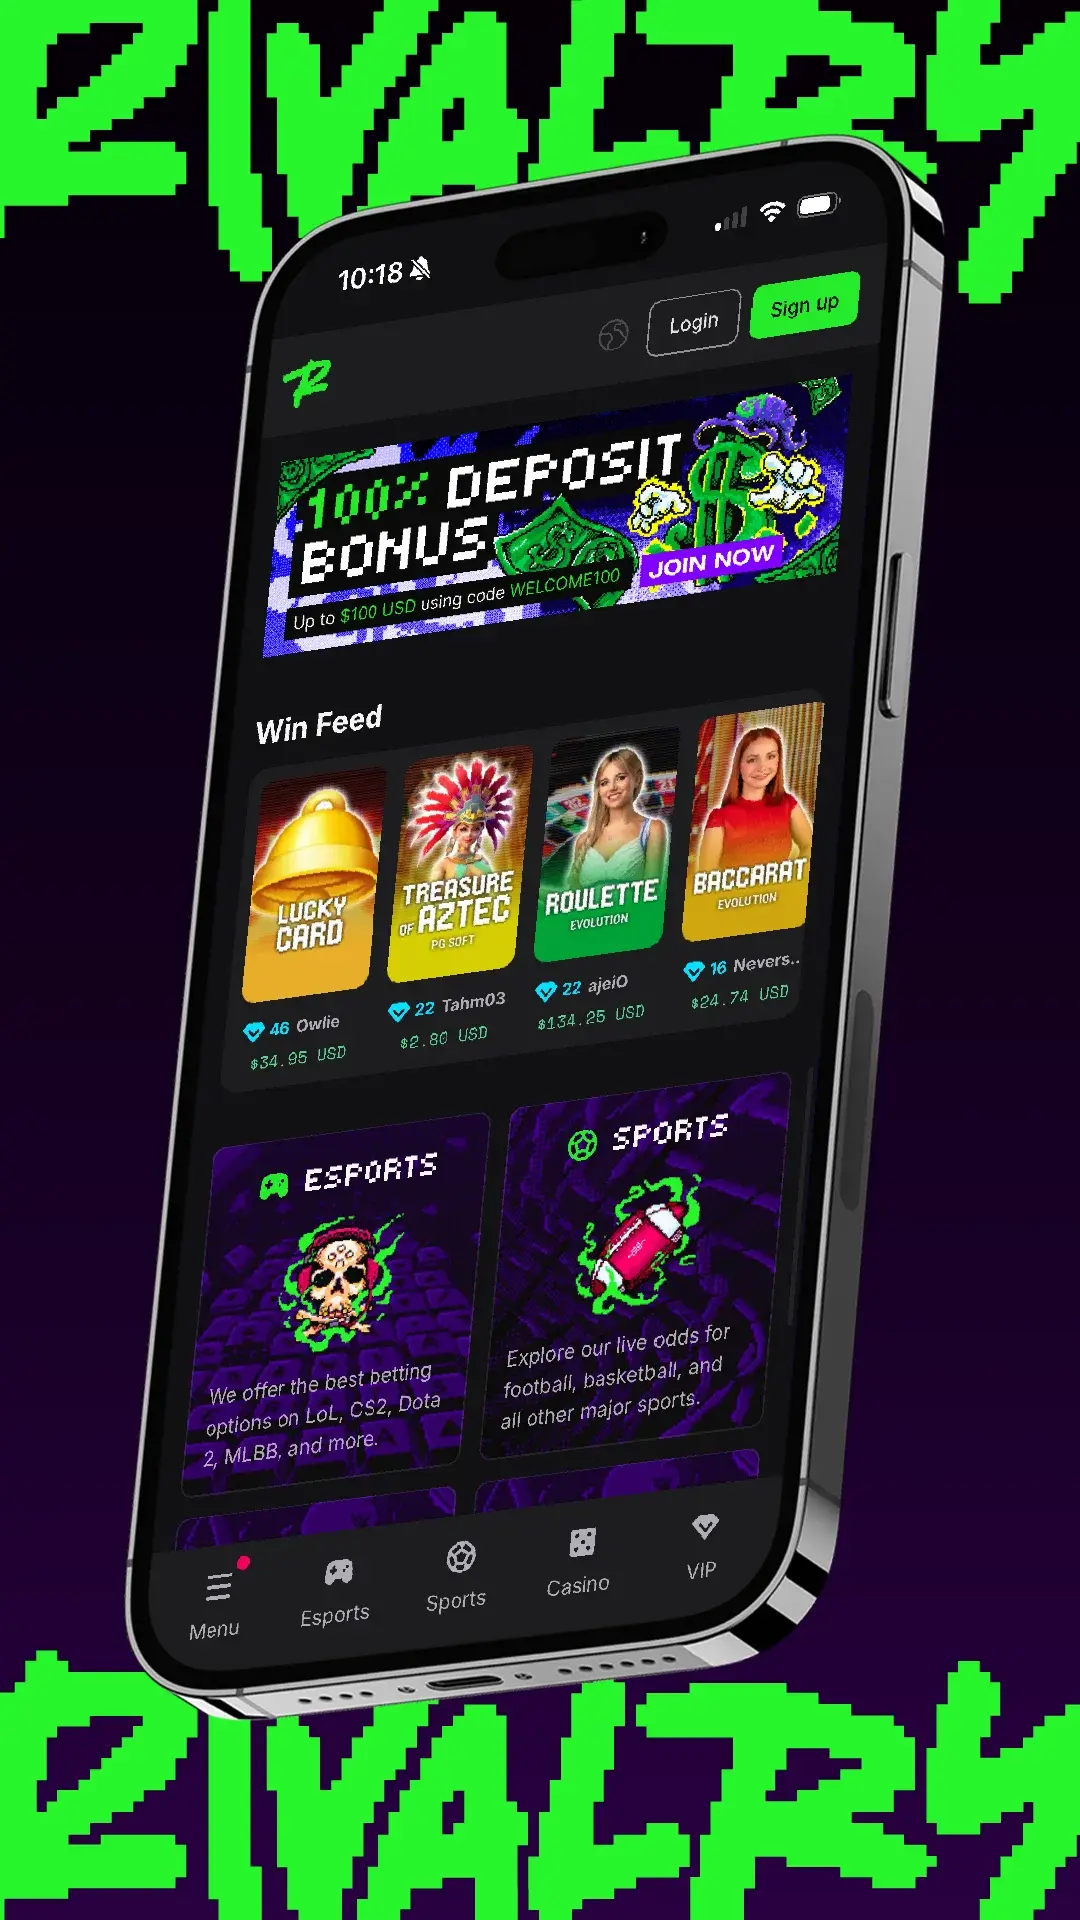 RIVALRY
10:18
Login
Sign up
R
100% DEPOSIT
BONUS
JOIN NOW
Up to $100 USD using code WELCOME100
Win Feed
LUCKY
CARD
TREASURE
OF AZTEC
PG SOFT
ROULETTE
EVOLUTION
BACCARAT
EVOLUTION
46 Owlie
$34.95 USD
22 Tahm03
$2.80 USD
22 ajeiO
$134.25 USD
16 Nevers..
$24.74 USD
ESPORTS
We offer the best betting
options on LoL, CS2, Dota
2, MLBB, and more.
SPORTS
Explore our live odds for
football, basketball, and
all other major sports.
Menu
Esports
Sports
Casino
VIP
RIVALRY